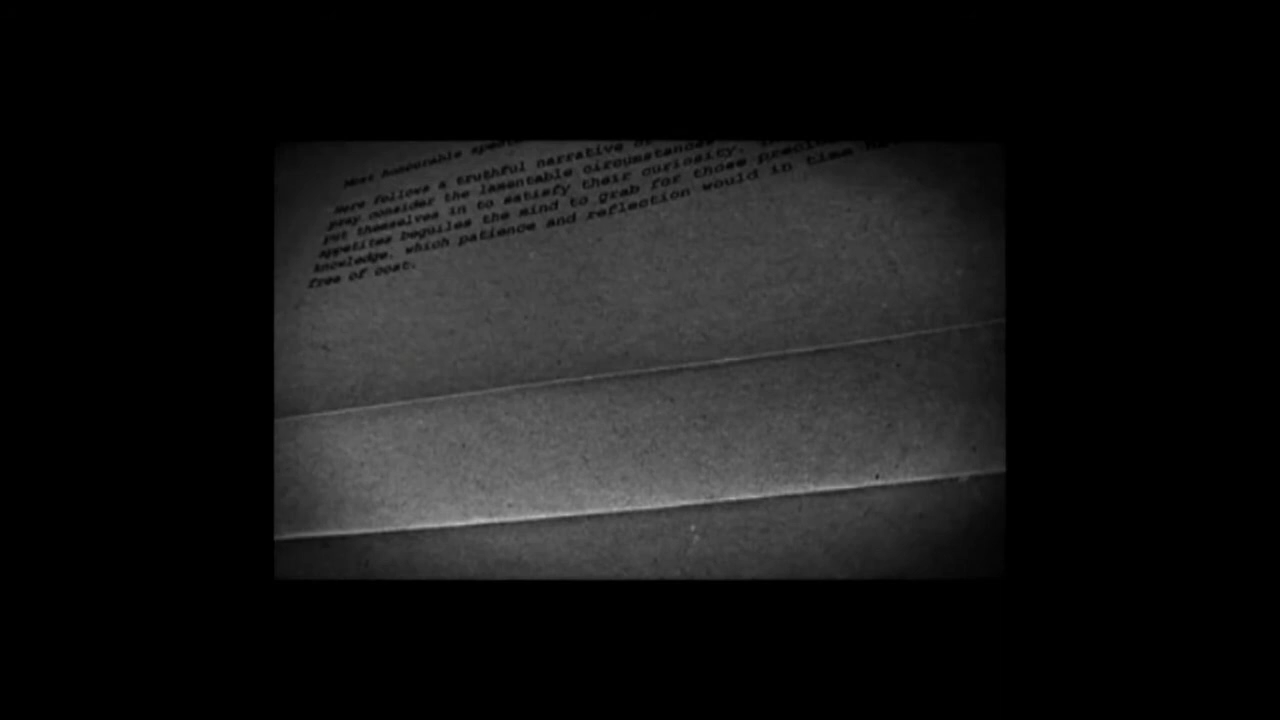 Most honourable
Here follows a truthful narrative
pray consider the lamentable circumstances
put themselves in to satisfy their curiosity.
appetites beguiles the mind to grab for those
knowledge, which patience and reflection would in time
free of cost.